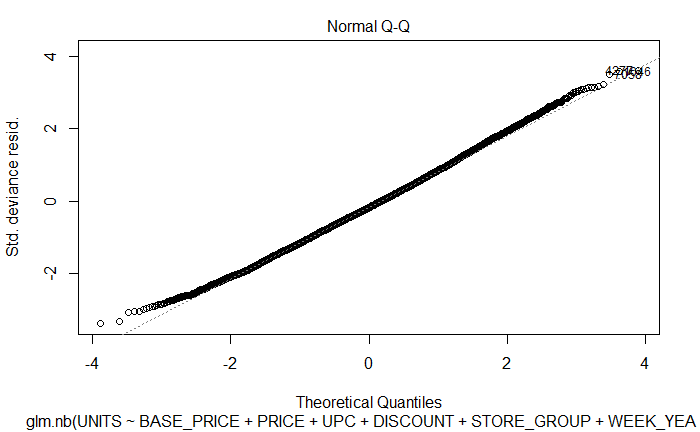 Normal Q-Q
Std. deviance resid.
4
2
0
-2
-4
-2
0
2
4
Theoretical Quantiles
glm.nb(UNITS ~ BASE_PRICE + PRICE + UPC + DISCOUNT + STORE_GROUP + WEEK_YEA